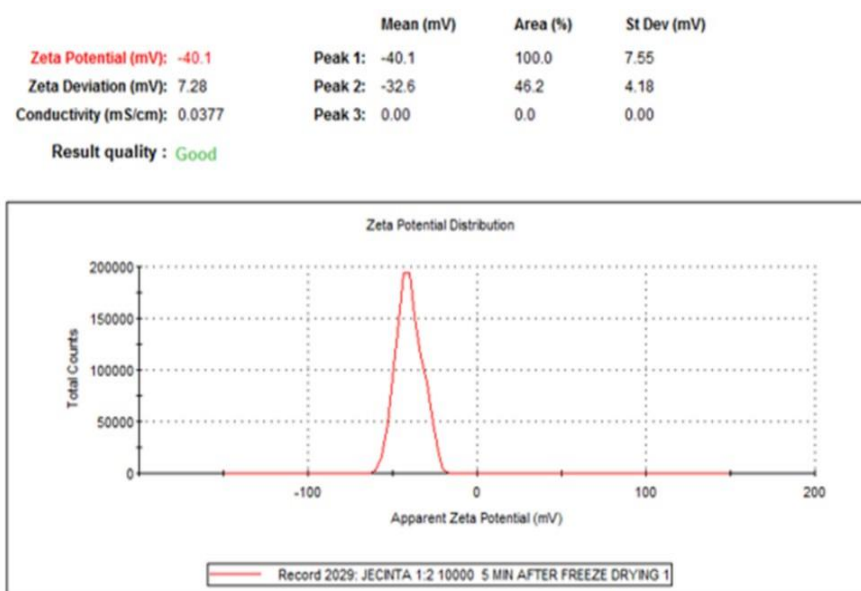 Mean (mV) Area (%) St Dev (mV)
Zeta Potential (mV): -40.1 Peak 1: -40.1 100.0 7.55
Zeta Deviation (mV): 7.28 Peak 2: -32.6 46.2 4.18
Conductivity (mS/cm): 0.0377 Peak 3: 0.00 0.0 0.00
Result quality : Good
Zeta Potential Distribution
200000
150000
100000
50000
0
Total Counts
-100 0 100 200
Apparent Zeta Potential (mV)
Record 2029: JECINTA 1:2 10000 5 MIN AFTER FREEZE DRYING 1